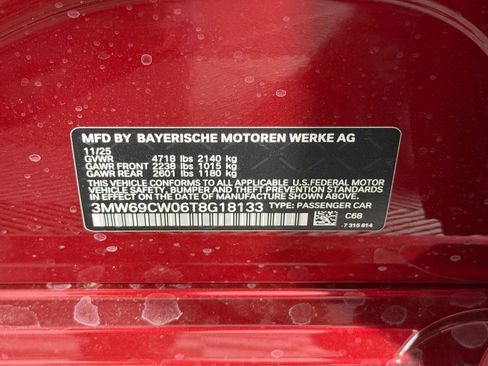 MFD BY BAYERISCHE MOTOREN WERKE AG
11/25
GVWR 4718 lbs 2140 kg
GAWR FRONT 2238 lbs 1015 kg
GAWR REAR 2601 lbs 1180 kg
THIS VEHICLE CONFORMS TO ALL APPLICABLE U.S. FEDERAL MOTOR
VEHICLE SAFETY, BUMPER, AND THEFT PREVENTION STANDARDS
IN EFFECT ON THE DATE OF MANUFACTURE SHOWN ABOVE.
3MW69CW06T8G18133 TYPE: PASSENGER CAR
C68
7 315 814